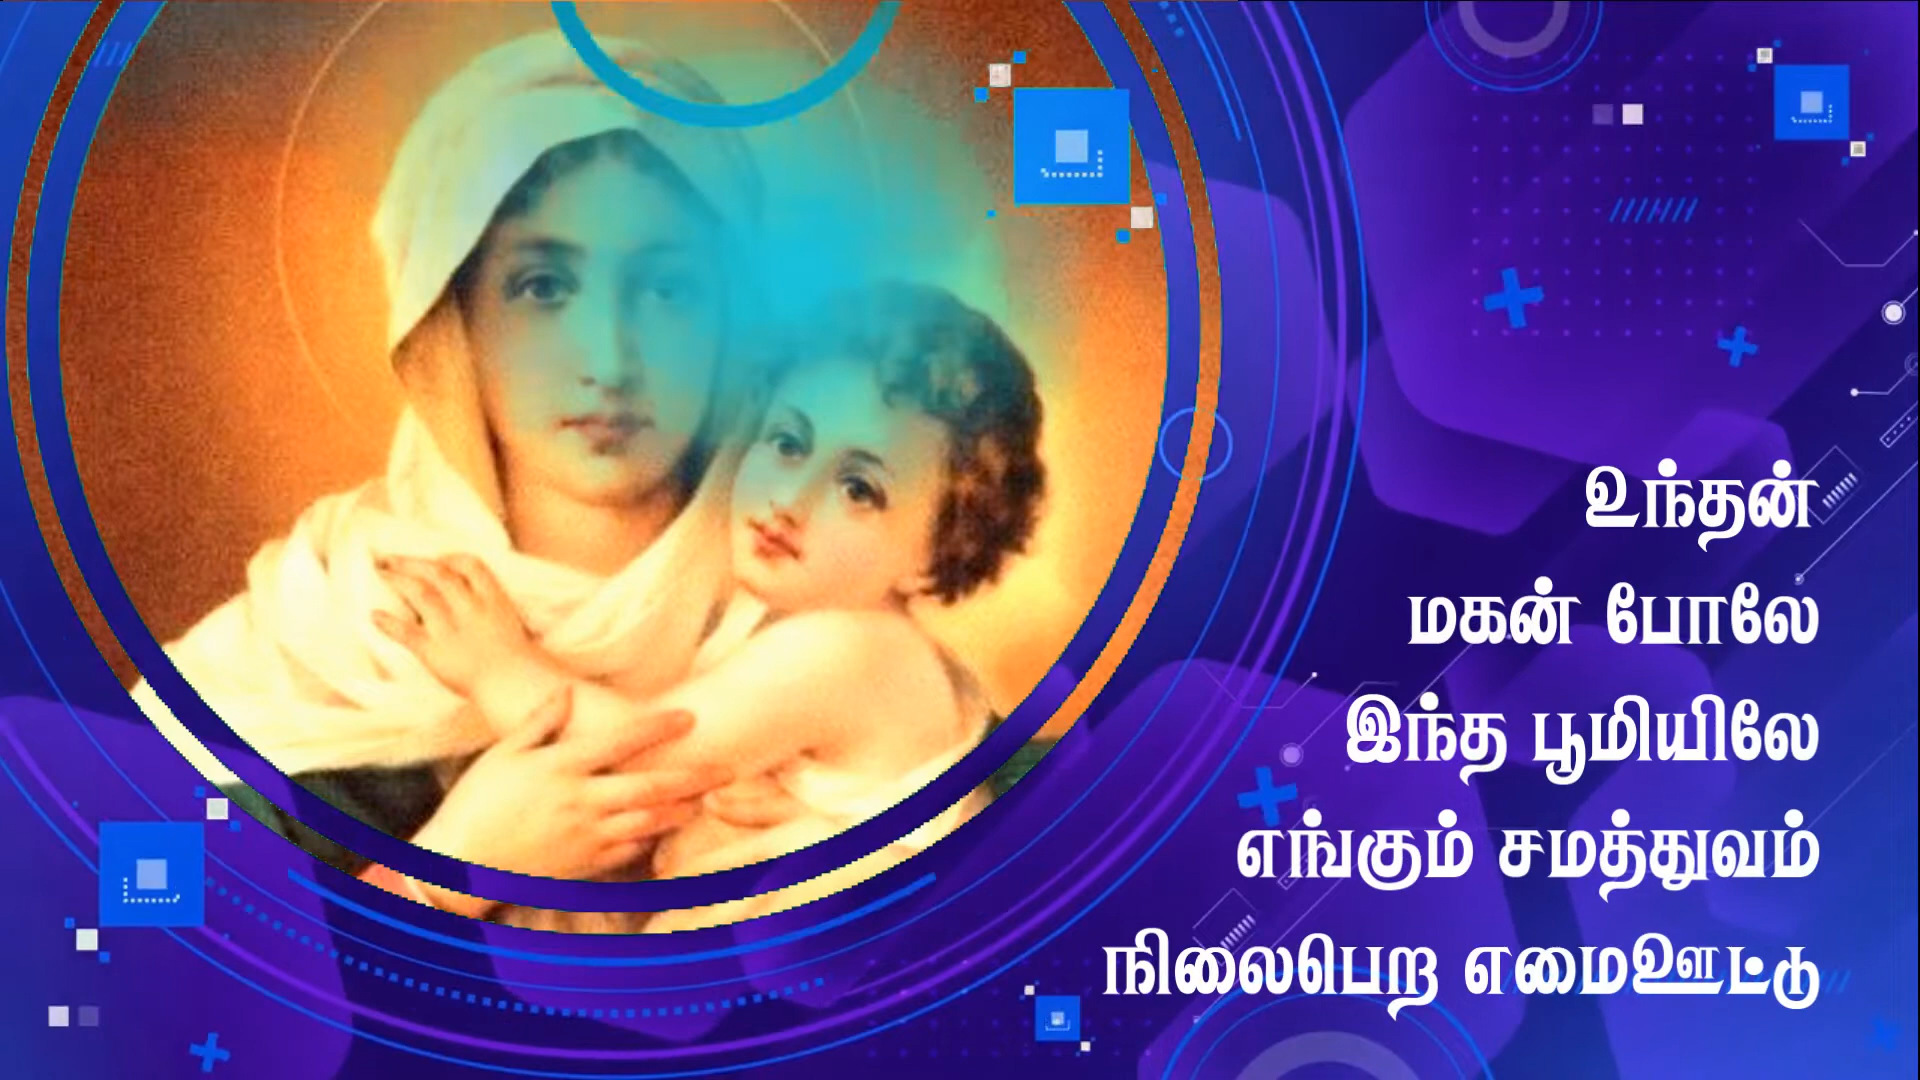 உந்தன்
மகன் போலே
இந்த பூமியிலே
எங்கும் சமத்துவம்
நிலைபெற எமைஊட்டு